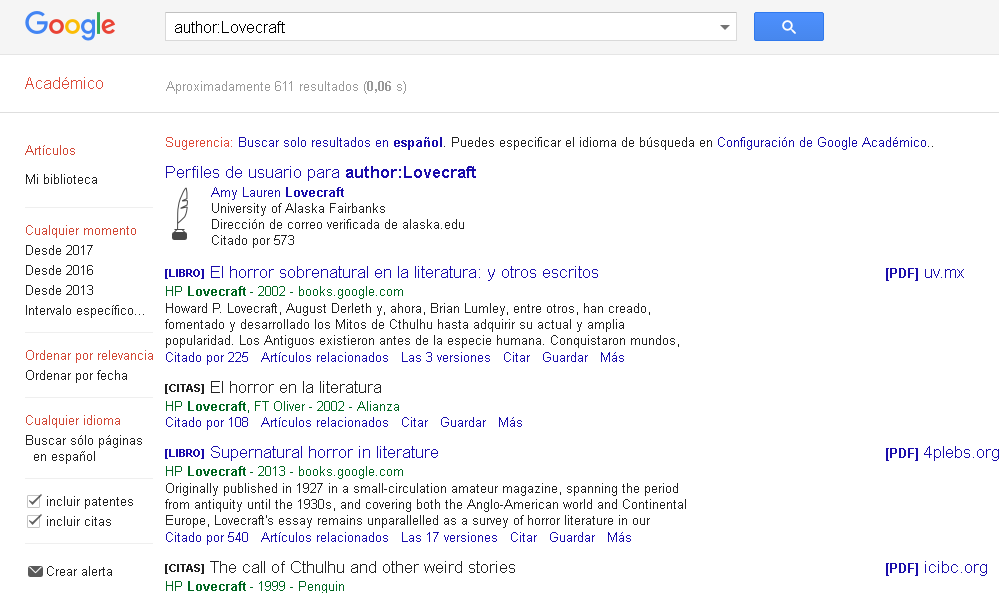 Google
author:Lovecraft
Académico
Aproximadamente 611 resultados (0,06 s)
Artículos
Mi biblioteca
Cualquier momento
Desde 2017
Desde 2016
Desde 2013
Intervalo específico...
Ordenar por relevancia
Ordenar por fecha
Cualquier idioma
Buscar sólo páginas
en español
incluir patentes
incluir citas
Crear alerta
Sugerencia: Buscar solo resultados en español. Puedes especificar el idioma de búsqueda en Configuración de Google Académico..
Perfiles de usuario para author:Lovecraft
Amy Lauren Lovecraft
University of Alaska Fairbanks
Dirección de correo verificada de alaska.edu
Citado por 573
[LIBRO] El horror sobrenatural en la literatura: y otros escritos
[PDF] uv.mx
HP Lovecraft - 2002 - books.google.com
Howard P. Lovecraft, August Derleth y, ahora, Brian Lumley, entre otros, han creado,
fomentado y desarrollado los Mitos de Cthulhu hasta adquirir su actual y amplia
popularidad. Los Antiguos existieron antes de la especie humana. Conquistaron mundos,
Citado por 225 Artículos relacionados Las 3 versiones Citar Guardar Más
[CITAS] El horror en la literatura
HP Lovecraft, FT Oliver - 2002 - Alianza
Citado por 108 Artículos relacionados Citar Guardar Más
[LIBRO] Supernatural horror in literature
[PDF] 4plebs.org
HP Lovecraft - 2013 - books.google.com
Originally published in 1927 in a small-circulation amateur magazine, spanning the period
from antiquity until the 1930s, and covering both the Anglo-American world and Continental
Europe, Lovecraft's essay remains unparallelled as a survey of horror literature in our
Citado por 540 Artículos relacionados Las 17 versiones Citar Guardar Más
[CITAS] The call of Cthulhu and other weird stories
[PDF] icibc.org
HP Lovecraft - 1999 - Penguin